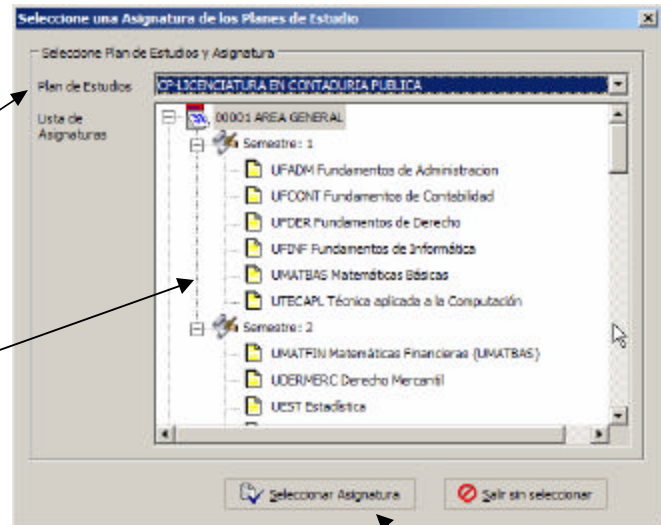 Seleccione una Asignatura de los Planes de Estudio
Seleccione Plan de Estudios y Asignatura
Plan de Estudios
CP-LICENCIATURA EN CONTADURIA PUBLICA
Lista de
Asignaturas
00001 AREA GENERAL
Semestre: 1
UFADM Fundamentos de Administracion
UFCONT Fundamentos de Contabilidad
UFDER Fundamentos de Derecho
UFINF Fundamentos de Informática
UMATBAS Matemáticas Básicas
UTECAPL Técnica aplicada a la Computación
Semestre: 2
UMATFIN Matemáticas Financieras (UMATBAS)
UDERMERC Derecho Mercantil
UEST Estadística
Seleccionar Asignatura
Salir sin seleccionar